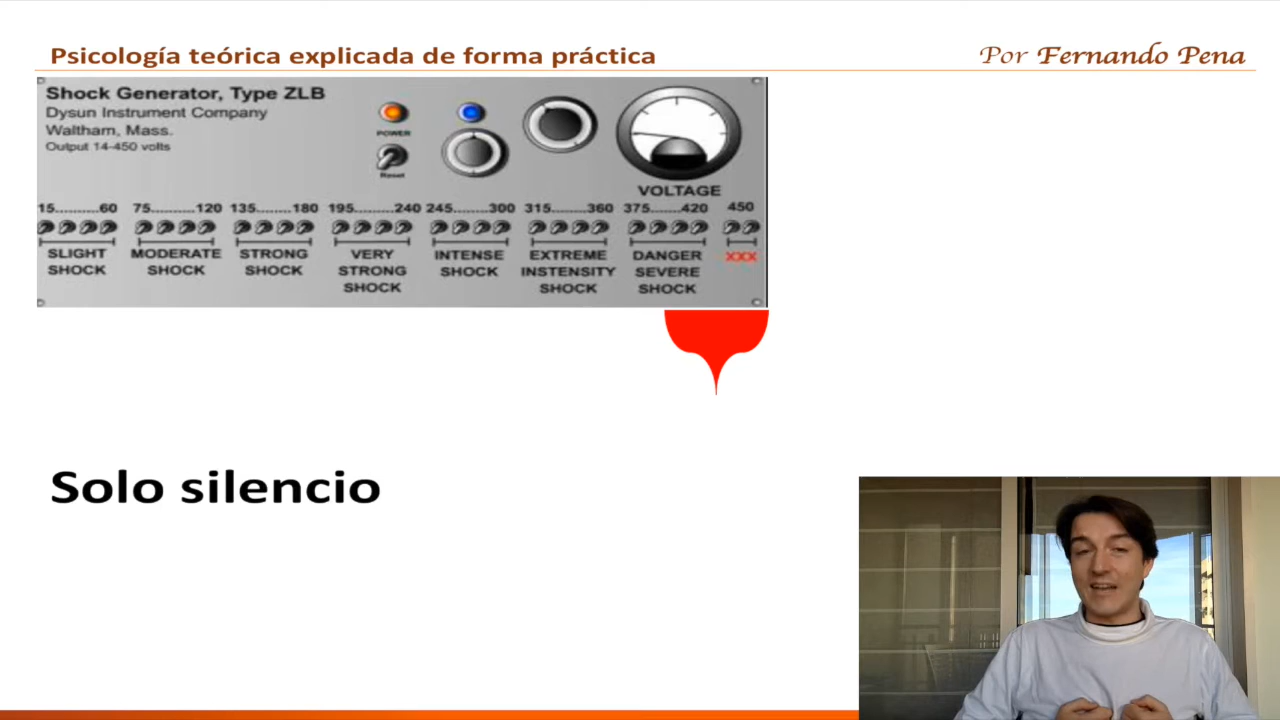 Psicología teórica explicada de forma práctica
Por Fernando Pena
Shock Generator, Type ZLB
Dysun Instrument Company
Waltham, Mass.
Output 14-450 volts
POWER
Reset
VOLTAGE
15..........60 75..........120 135........180 195........240 245........300 315........360 375.......420 450
SLIGHT SHOCK
MODERATE SHOCK
STRONG SHOCK
VERY STRONG SHOCK
INTENSE SHOCK
EXTREME INSTENSITY SHOCK
DANGER SEVERE SHOCK
XXX
Solo silencio